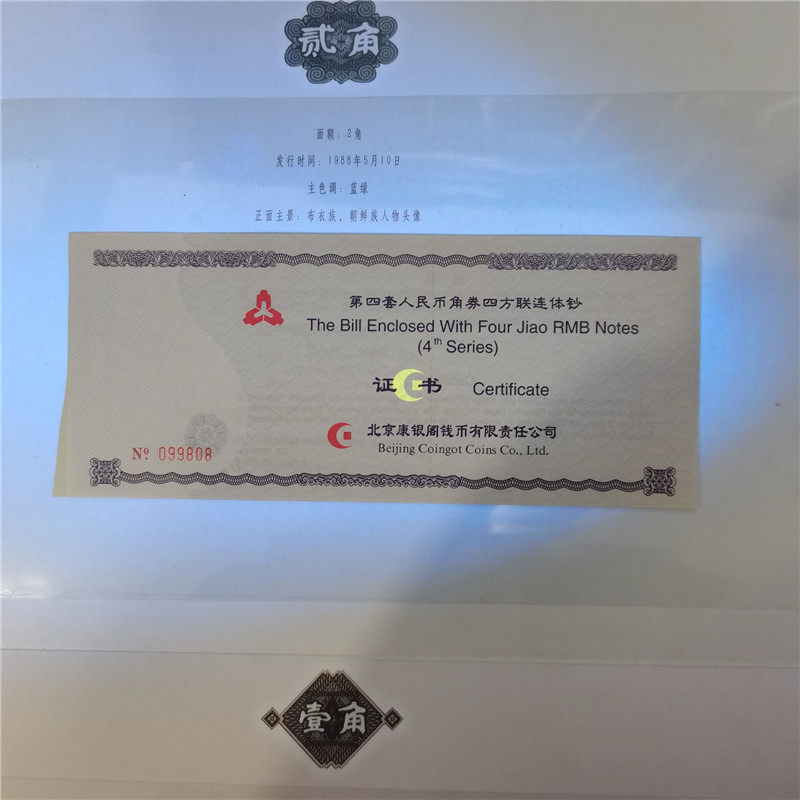 贰角
面额：2角
发行时间：1988年5月10日
主色调：蓝绿
正面主景：布衣族、朝鲜族人物头像
第四套人民币角券四方联连体钞
The Bill Enclosed With Four Jiao RMB Notes
(4th Series)
证书 Certificate
北京康银阁钱币有限责任公司
Beijing Coingot Coins Co., Ltd.
Nº 099808
壹角